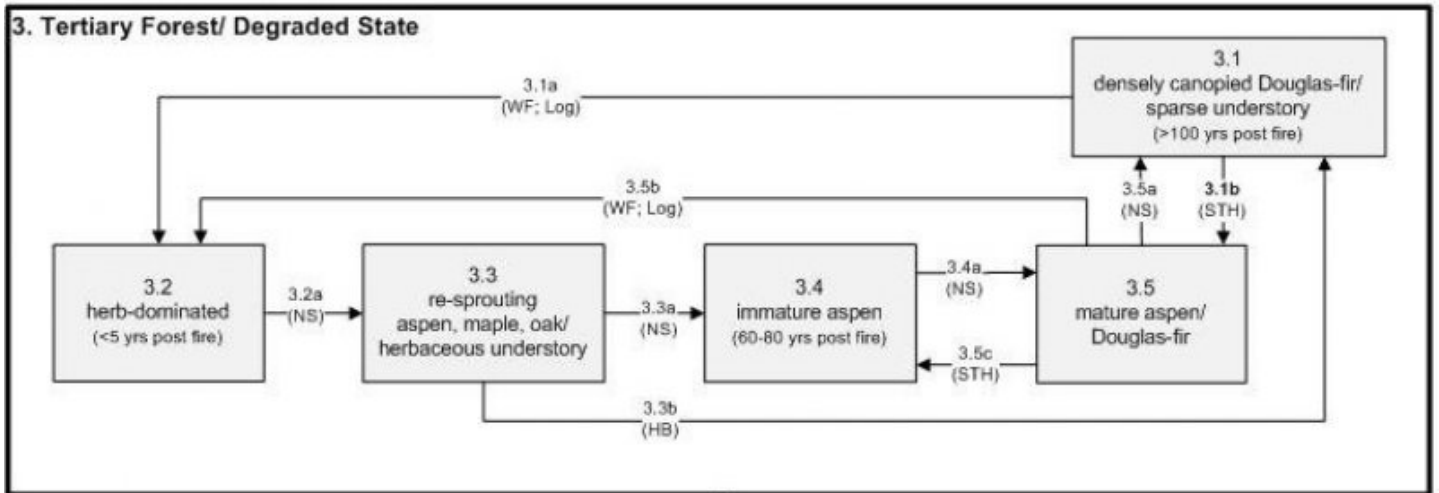 3. Tertiary Forest/ Degraded State
3.1
densely canopied Douglas-fir/
sparse understory
(>100 yrs post fire)
3.1a
(WF; Log)
3.5b
(WF; Log)
3.5a
(NS)
3.1b
(STH)
3.2
herb-dominated
(<5 yrs post fire)
3.2a
(NS)
3.3
re-sprouting
aspen, maple, oak/
herbaceous understory
3.3a
(NS)
3.4
immature aspen
(60-80 yrs post fire)
3.4a
(NS)
3.5c
(STH)
3.5
mature aspen/
Douglas-fir
3.3b
(HB)